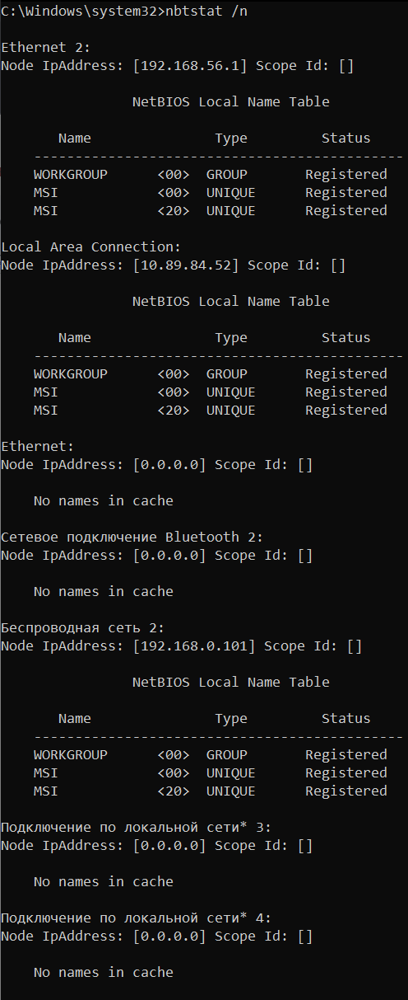 C:\Windows\system32>nbtstat /n
Ethernet 2:
Node IpAddress: [192.168.56.1] Scope Id: []
NetBIOS Local Name Table
Name Type Status
---------------------------------------------
WORKGROUP <00> GROUP Registered
MSI <00> UNIQUE Registered
MSI <20> UNIQUE Registered
Local Area Connection:
Node IpAddress: [10.89.84.52] Scope Id: []
NetBIOS Local Name Table
Name Type Status
---------------------------------------------
WORKGROUP <00> GROUP Registered
MSI <00> UNIQUE Registered
MSI <20> UNIQUE Registered
Ethernet:
Node IpAddress: [0.0.0.0] Scope Id: []
No names in cache
Сетевое подключение Bluetooth 2:
Node IpAddress: [0.0.0.0] Scope Id: []
No names in cache
Беспроводная сеть 2:
Node IpAddress: [192.168.0.101] Scope Id: []
NetBIOS Local Name Table
Name Type Status
---------------------------------------------
WORKGROUP <00> GROUP Registered
MSI <00> UNIQUE Registered
MSI <20> UNIQUE Registered
Подключение по локальной сети* 3:
Node IpAddress: [0.0.0.0] Scope Id: []
No names in cache
Подключение по локальной сети* 4:
Node IpAddress: [0.0.0.0] Scope Id: []
No names in cache